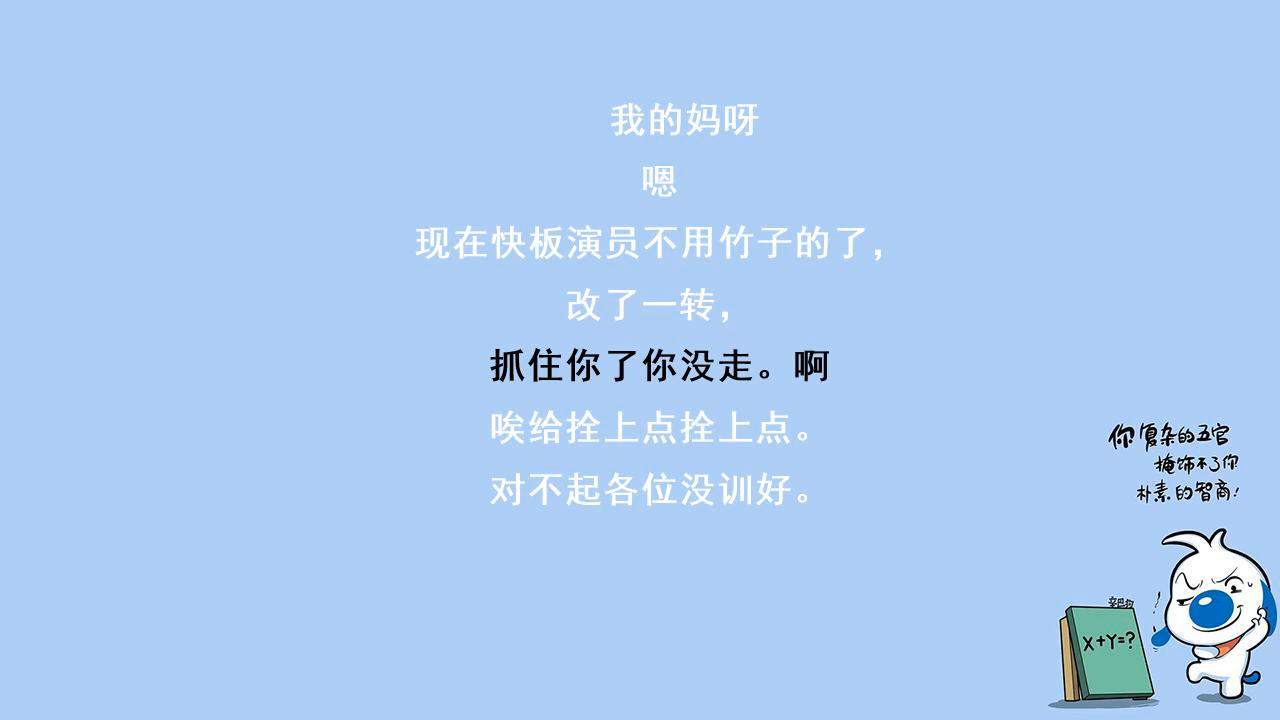 我的妈呀
嗯
现在快板演员不用竹子的了，
改了一转，
抓住你了你没走。啊
唉给拴上点拴上点。
对不起各位没训好。
你复杂的五官
掩饰不了你
朴素的智商！
X+Y=?